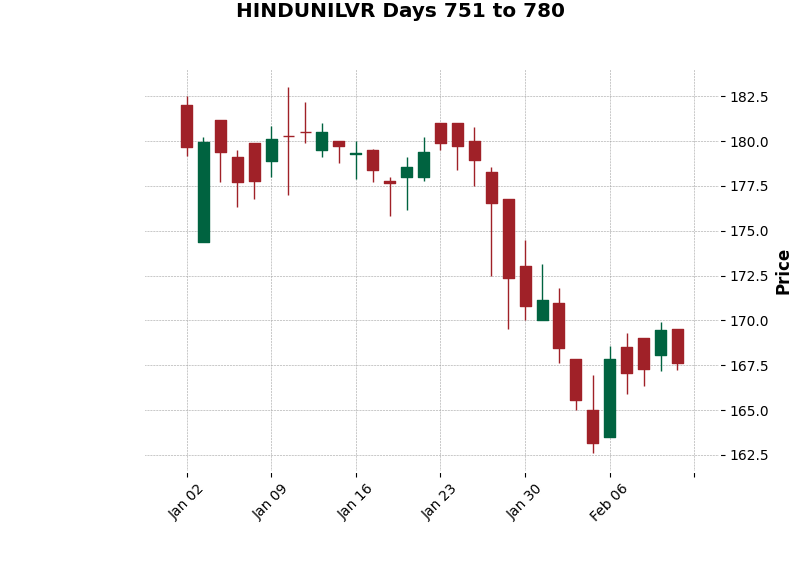 HINDUNILVR Days 751 to 780
182.5
180.0
177.5
175.0
172.5
170.0
167.5
165.0
162.5
Price
Jan 02
Jan 09
Jan 16
Jan 23
Jan 30
Feb 06